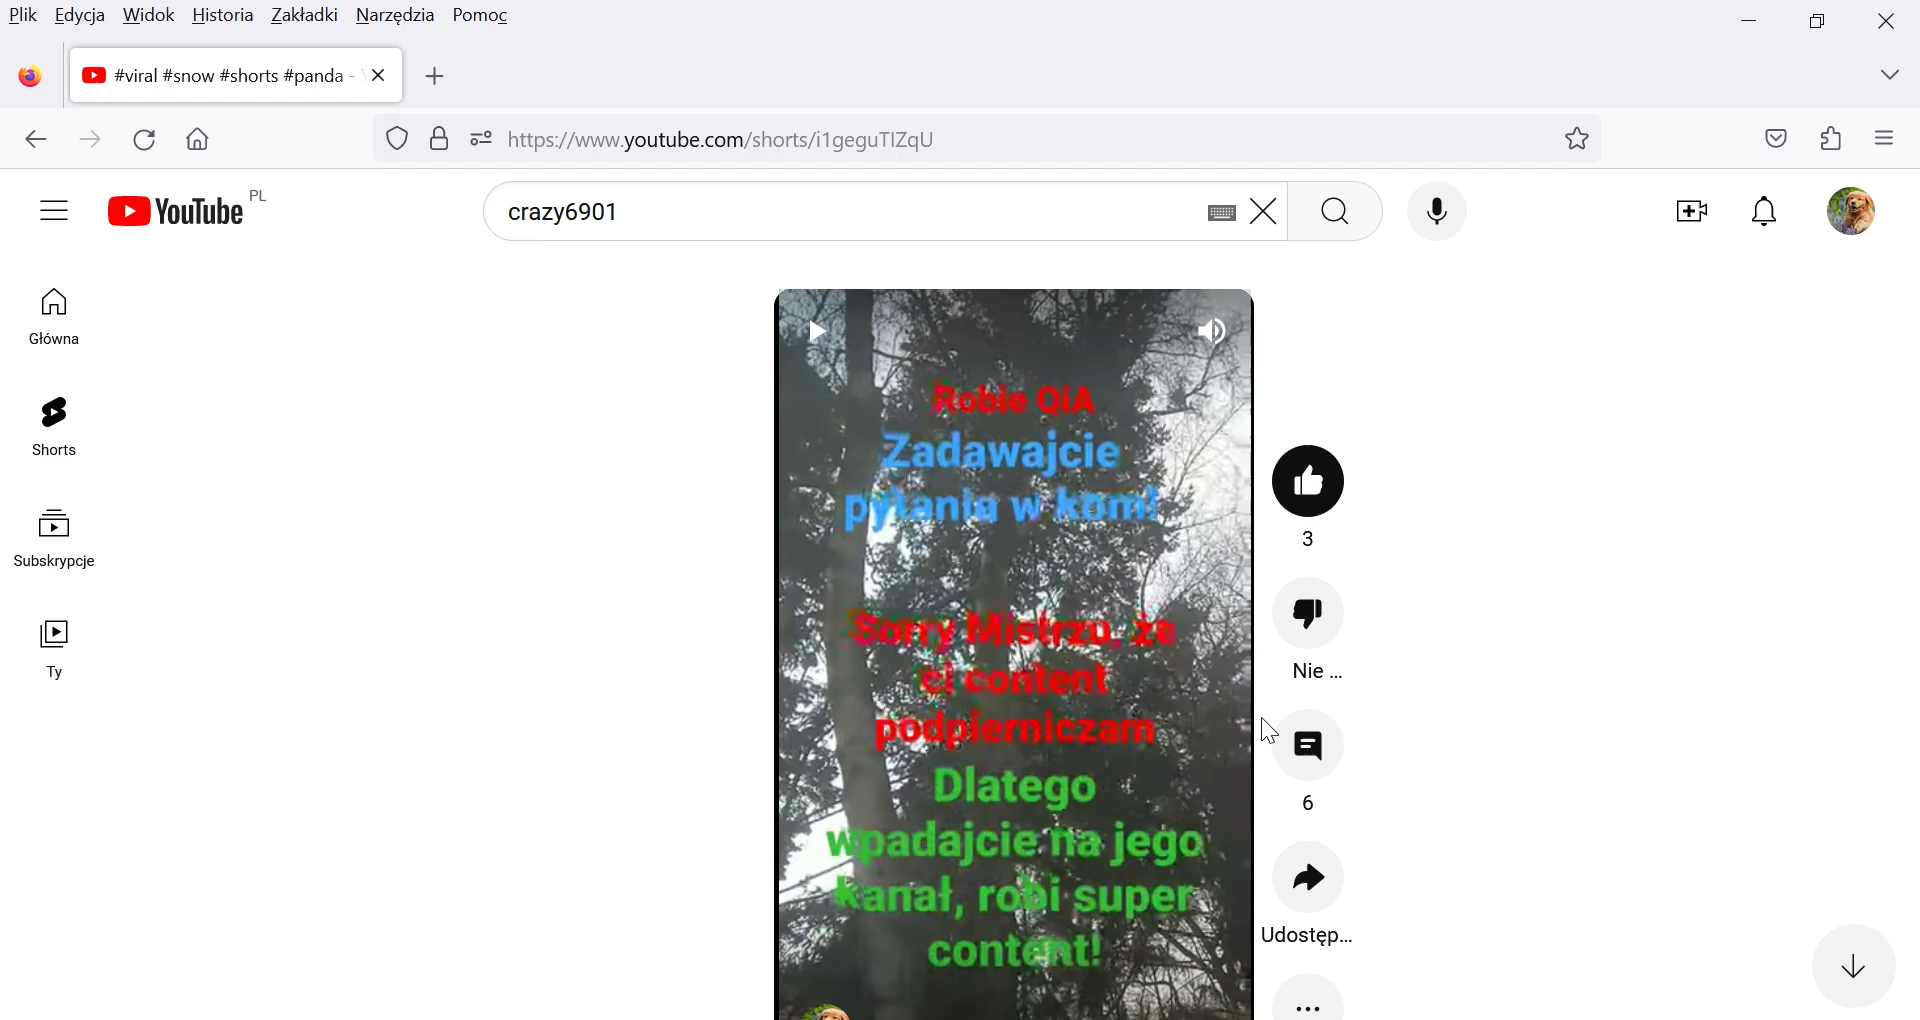 Plik Edycja Widok Historia Zakładki Narzędzia Pomoc
#viral #snow #shorts #panda -
https://www.youtube.com/shorts/i1geguTIZqU
YouTube PL
crazy6901
Główna
Shorts
Subskrypcje
Ty
Robie QiA
Zadawajcie
pytania w kom!
Sorry Mistrzu, że
ci content
podpierniczam
Dlatego
wpadajcie na jego
kanał, robi super
content!
3
Nie ...
6
Udostęp...